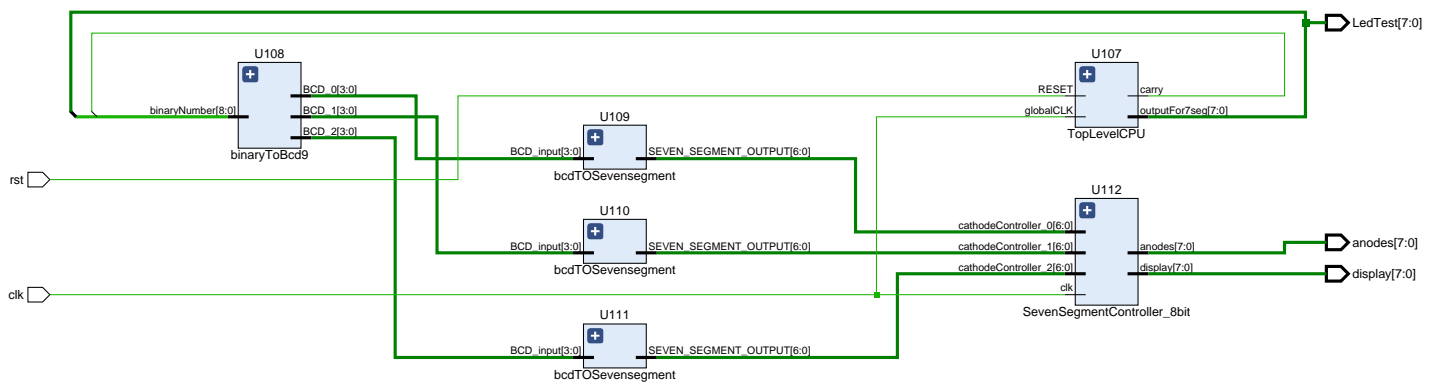 LedTest[7:0]
U108
BCD_0[3:0]
binaryNumber[8:0]
BCD_1[3:0]
BCD_2[3:0]
binaryToBcd9
U107
RESET
carry
globalCLK
outputFor7seq[7:0]
TopLevelCPU
U109
BCD_input[3:0]
SEVEN_SEGMENT_OUTPUT[6:0]
bcdTOSevensegment
rst
U110
BCD_input[3:0]
SEVEN_SEGMENT_OUTPUT[6:0]
bcdTOSevensegment
U112
cathodeController_0[6:0]
cathodeController_1[6:0]
anodes[7:0]
cathodeController_2[6:0]
display[7:0]
clk
SevenSegmentController_8bit
anodes[7:0]
display[7:0]
clk
U111
BCD_input[3:0]
SEVEN_SEGMENT_OUTPUT[6:0]
bcdTOSevensegment